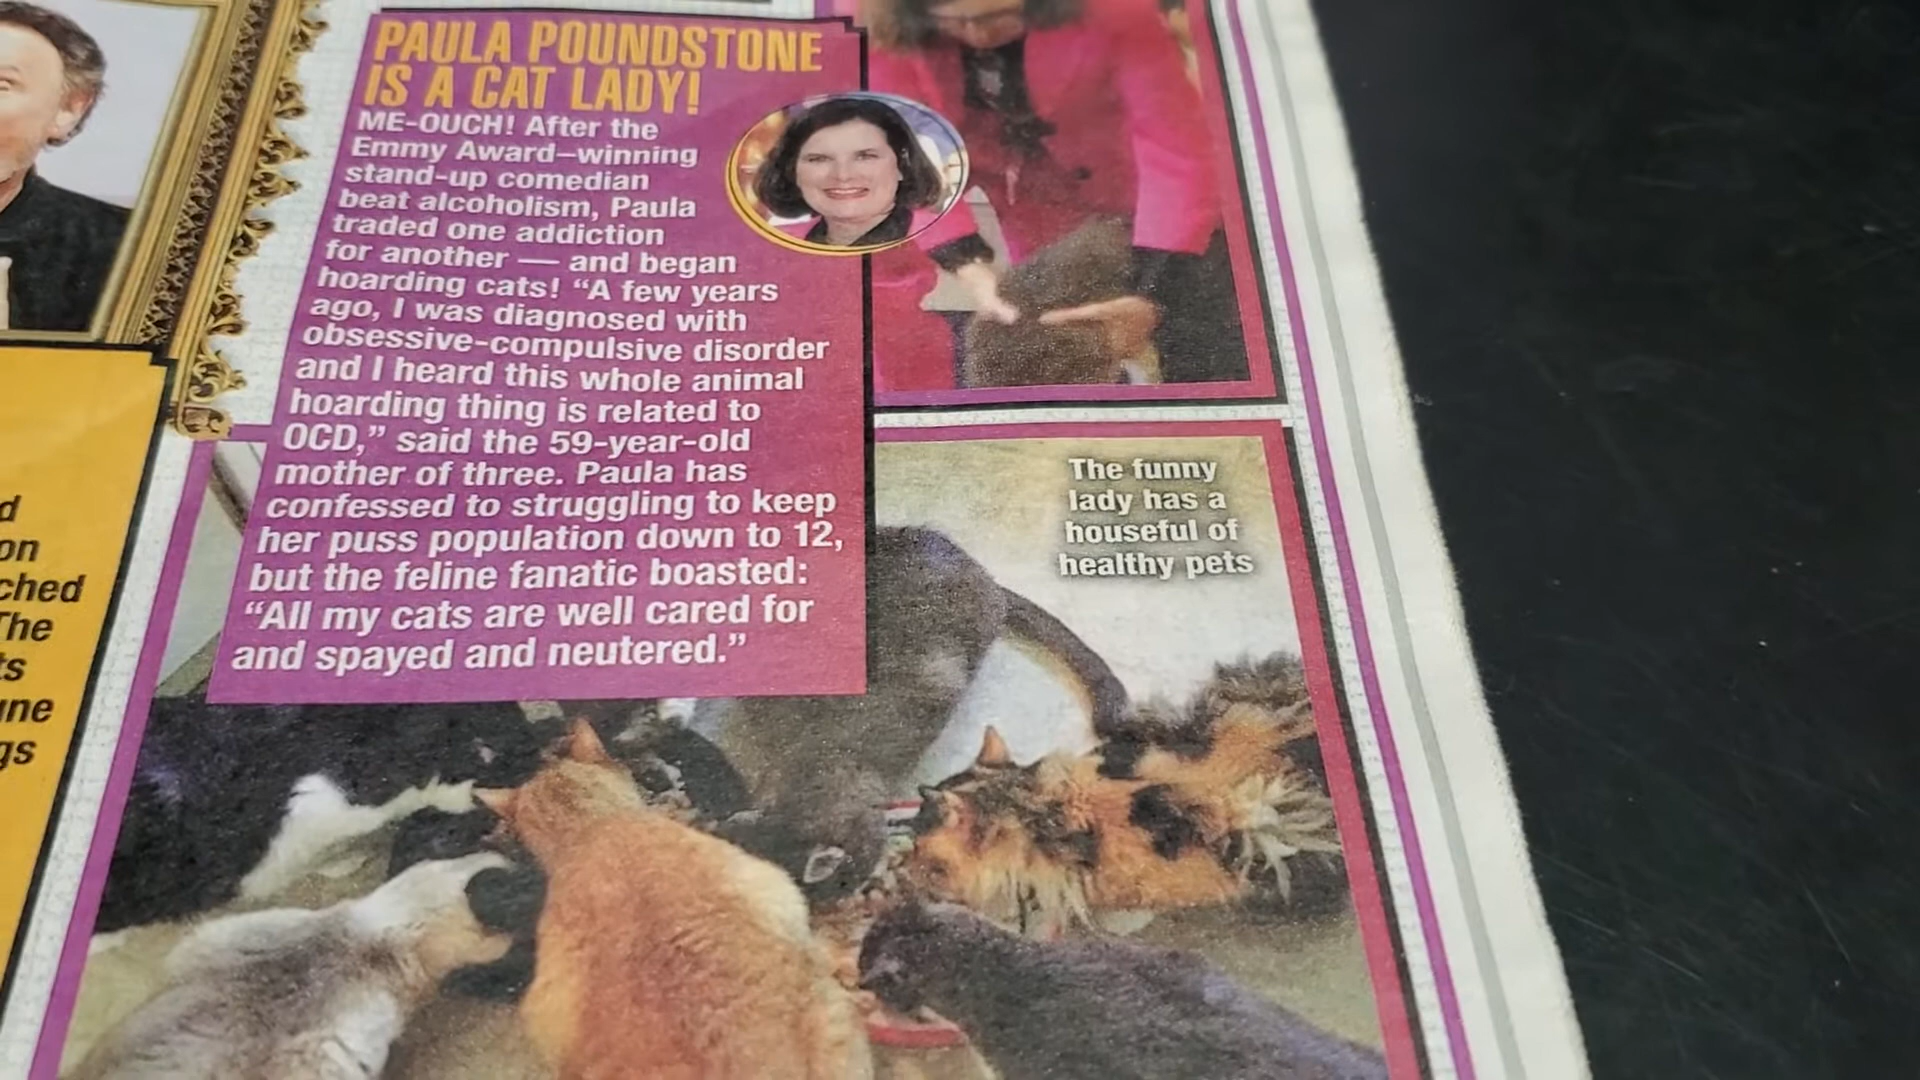 PAULA POUNDSTONE
IS A CAT LADY!
ME-OUCH! After the
Emmy Award–winning
stand-up comedian
beat alcoholism, Paula
traded one addiction
for another — and began
hoarding cats! “A few years
ago, I was diagnosed with
obsessive-compulsive disorder
and I heard this whole animal
hoarding thing is related to
OCD,” said the 59-year-old
mother of three. Paula has
confessed to struggling to keep
her puss population down to 12,
but the feline fanatic boasted:
“All my cats are well cared for
and spayed and neutered.”
The funny
lady has a
houseful of
healthy pets